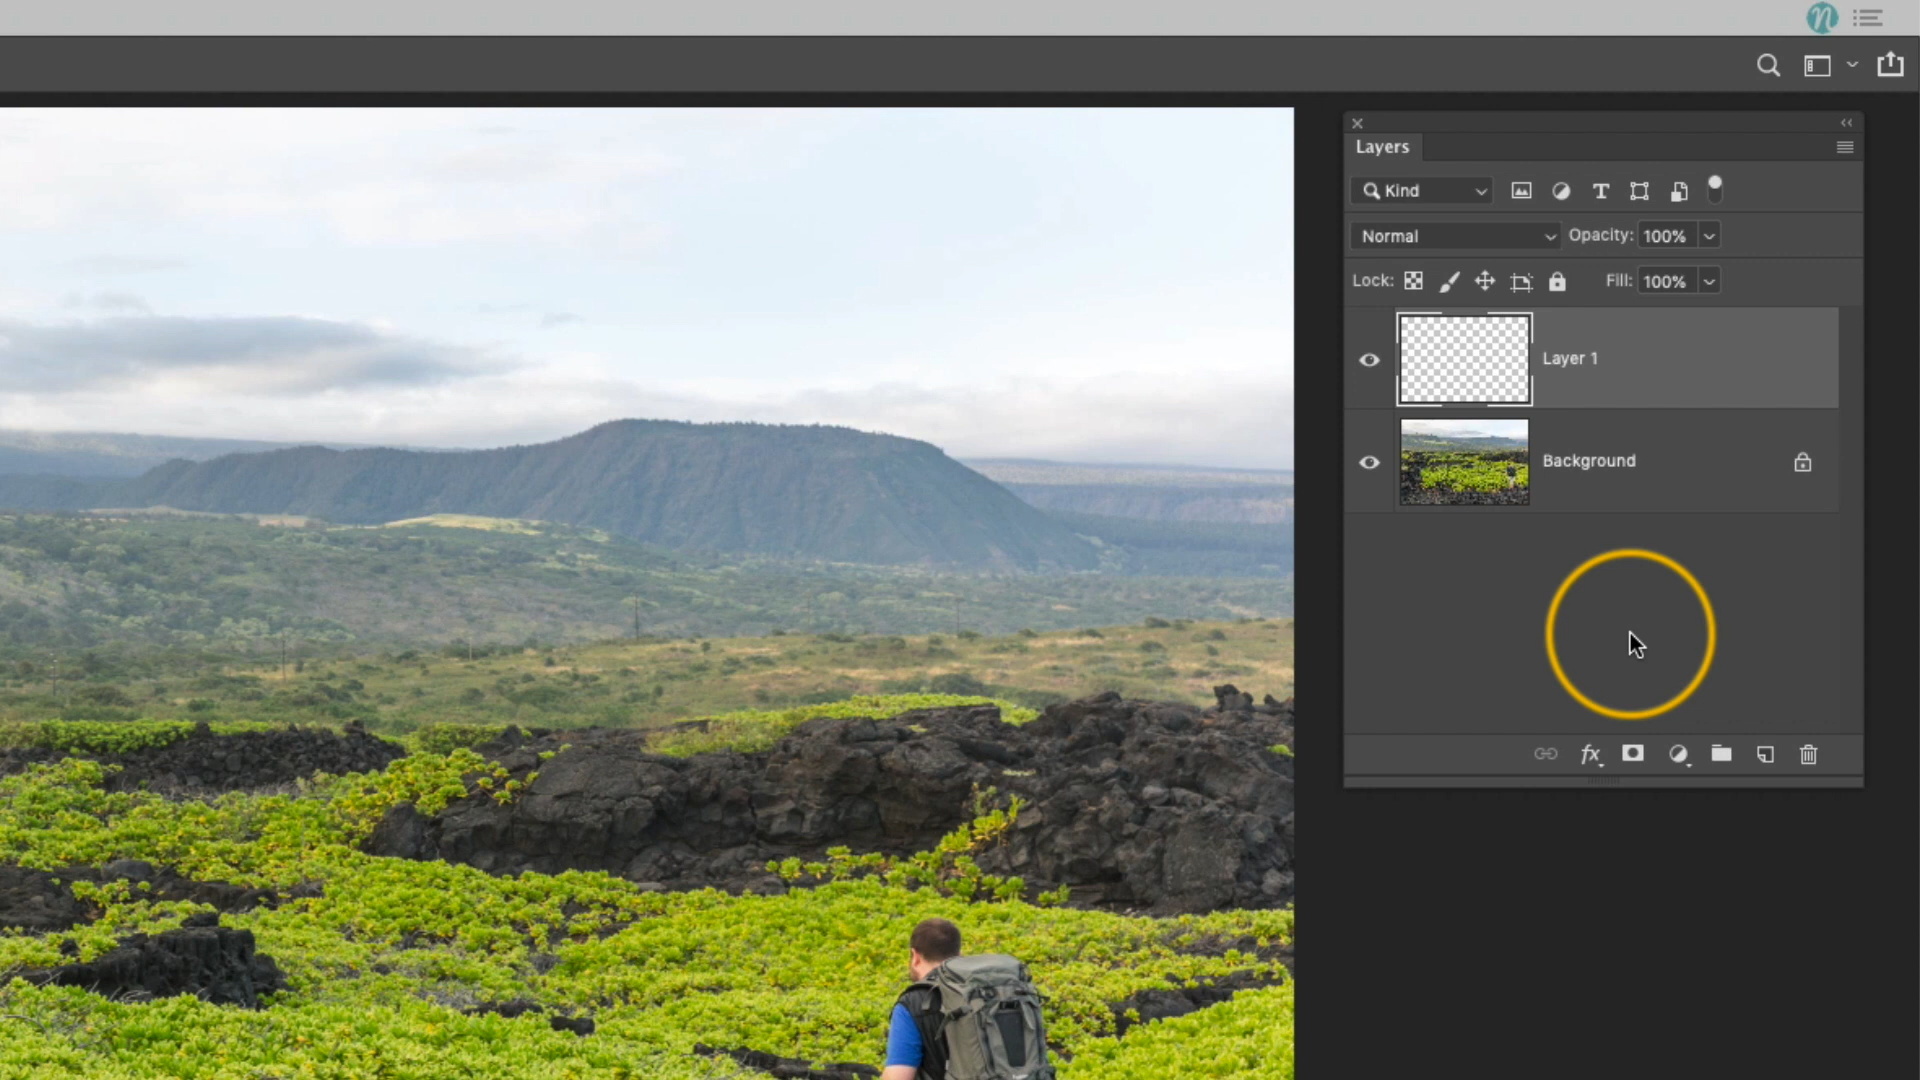 n
Layers
Kind
T
Normal Opacity: 100%
Lock: Fill: 100%
Layer 1
Background
fx